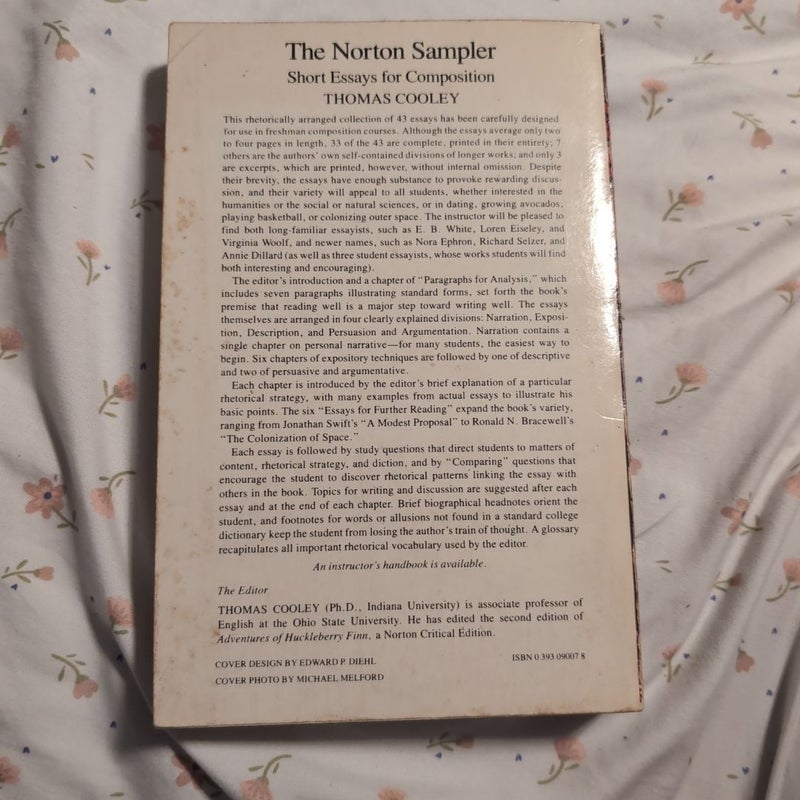 The Norton Sampler
Short Essays for Composition
THOMAS COOLEY
This rhetorically arranged collection of 43 essays has been carefully designed
for use in freshman composition courses. Although the essays average only two
to four pages in length, 33 of the 43 are complete, printed in their entirety; 7
others are the authors' own self-contained divisions of longer works; and only 3
are excerpts, which are printed, however, without internal omission. Despite
their brevity, the essays have enough substance to provoke rewarding discus-
sion, and their variety will appeal to all students, whether interested in the
humanities or the social or natural sciences, or in dating, growing avocados,
playing basketball, or colonizing outer space. The instructor will be pleased to
find both long-familiar essayists, such as E. B. White, Loren Eiseley, and
Virginia Woolf, and newer names, such as Nora Ephron, Richard Selzer, and
Annie Dillard (as well as three student essayists, whose works students will find
both interesting and encouraging).
The editor's introduction and a chapter of "Paragraphs for Analysis," which
includes seven paragraphs illustrating standard forms, set forth the book's
premise that reading well is a major step toward writing well. The essays
themselves are arranged in four clearly explained divisions: Narration, Exposi-
tion, Description, and Persuasion and Argumentation. Narration contains a
single chapter on personal narrative—for many students, the easiest way to
begin. Six chapters of expository techniques are followed by one of descriptive
and two of persuasive and argumentative.
Each chapter is introduced by the editor's brief explanation of a particular
rhetorical strategy, with many examples from actual essays to illustrate his
basic points. The six "Essays for Further Reading" expand the book's variety,
ranging from Jonathan Swift's "A Modest Proposal" to Ronald N. Bracewell's
"The Colonization of Space."
Each essay is followed by study questions that direct students to matters of
content, rhetorical strategy, and diction, and by "Comparing" questions that
encourage the student to discover rhetorical patterns linking the essay with
others in the book. Topics for writing and discussion are suggested after each
essay and at the end of each chapter. Brief biographical headnotes orient the
student, and footnotes for words or allusions not found in a standard college
dictionary keep the student from losing the author's train of thought. A glossary
recapitulates all important rhetorical vocabulary used by the editor.
An instructor's handbook is available.
The Editor
THOMAS COOLEY (Ph.D., Indiana University) is associate professor of
English at the Ohio State University. He has edited the second edition of
Adventures of Huckleberry Finn, a Norton Critical Edition.
COVER DESIGN BY EDWARD P. DIEHL
COVER PHOTO BY MICHAEL MELFORD
ISBN 0 393 09007 8